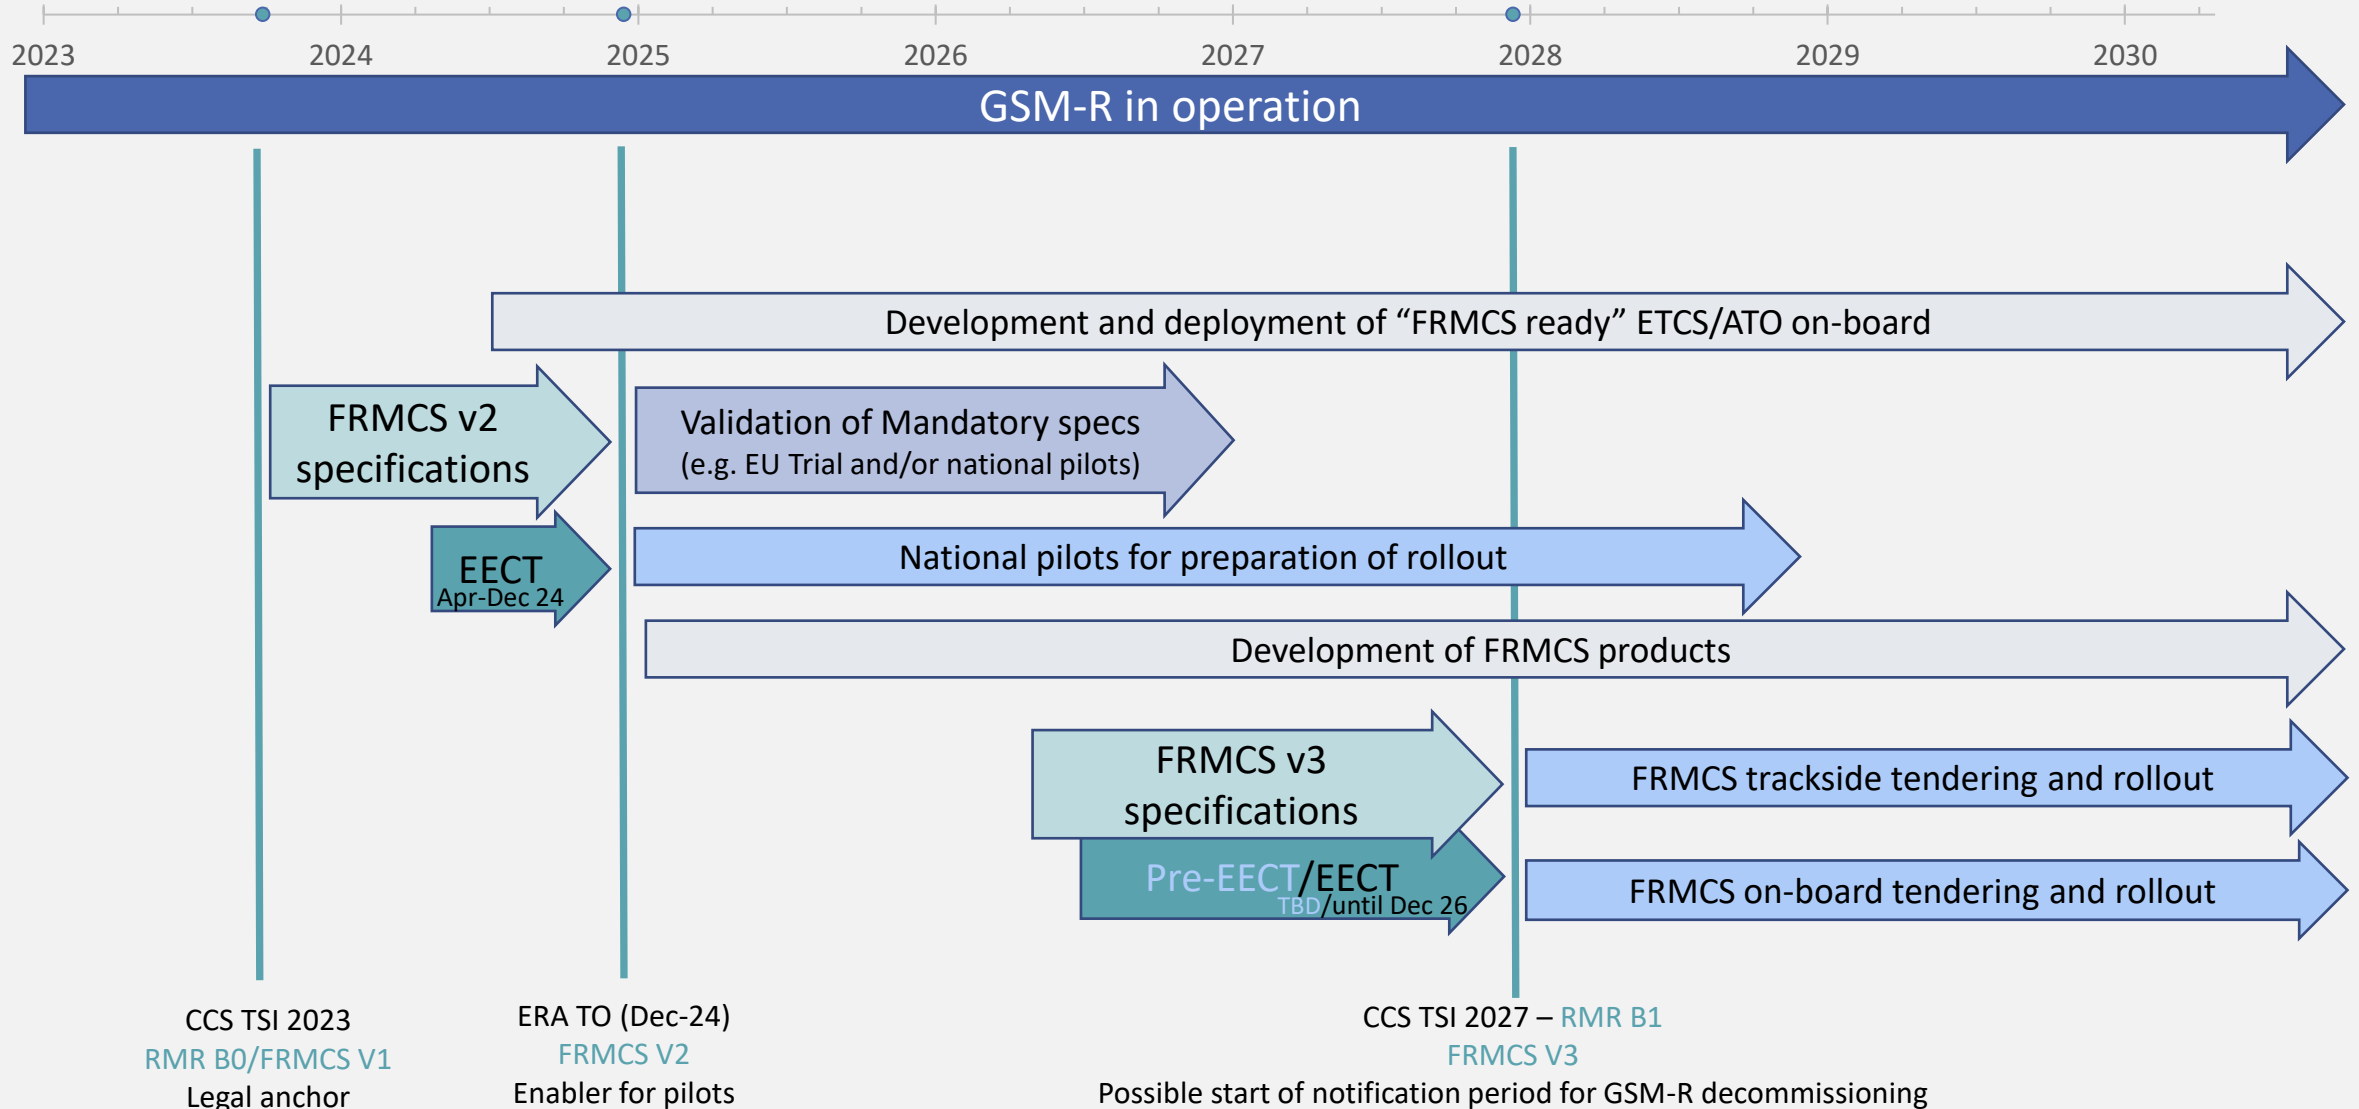 2023 2024 2025 2026 2027 2028 2029 2030
GSM-R in operation
Development and deployment of “FRMCS ready” ETCS/ATO on-board
FRMCS v2
specifications
Validation of Mandatory specs
(e.g. EU Trial and/or national pilots)
EECT
Apr-Dec 24
National pilots for preparation of rollout
Development of FRMCS products
FRMCS v3
specifications
FRMCS trackside tendering and rollout
Pre-EECT/EECT
TBD/until Dec 26
FRMCS on-board tendering and rollout
CCS TSI 2023
RMR B0/FRMCS V1
Legal anchor
ERA TO (Dec-24)
FRMCS V2
Enabler for pilots
CCS TSI 2027 – RMR B1
FRMCS V3
Possible start of notification period for GSM-R decommissioning